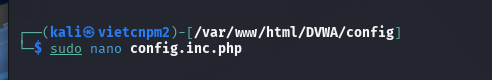 ┌──(kali㉿vietcnpm2)-[/var/www/html/DVWA/config]
└─$ sudo nano config.inc.php